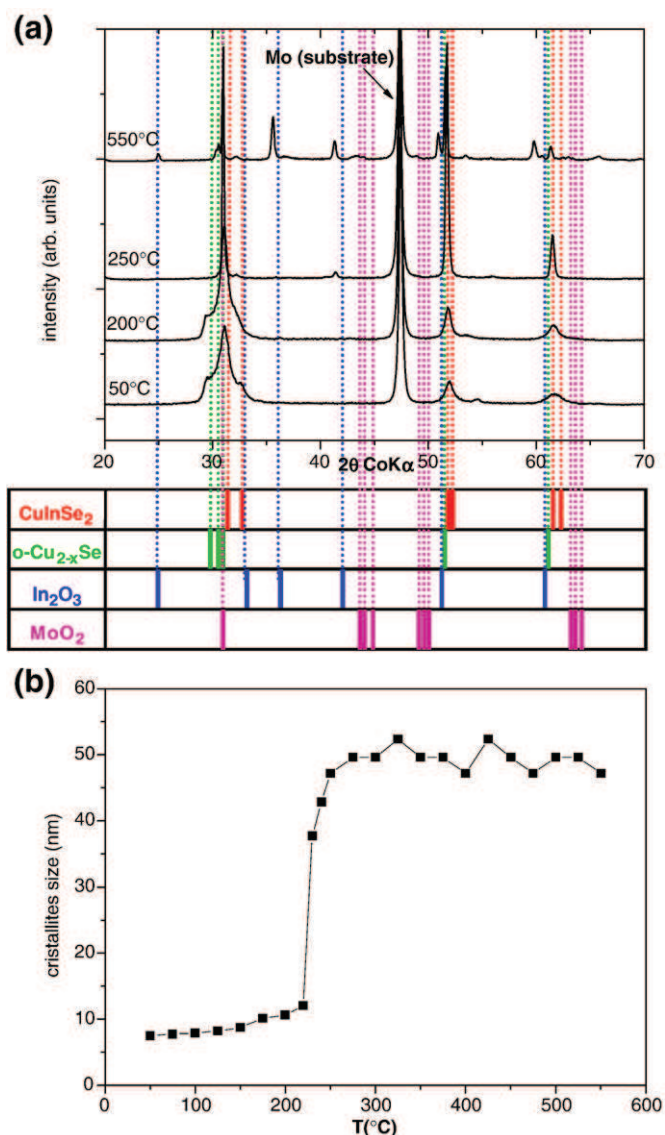 (a)
Mo (substrate)
550°C
250°C
200°C
50°C
intensity (arb. units)
20 30 40 50 60 70
2θ CoKα
CuInSe2
o-Cu2-xSe
In2O3
MoO2
(b)
60
50
40
30
20
10
0
cristallites size (nm)
0 100 200 300 400 500 600
T(°C)